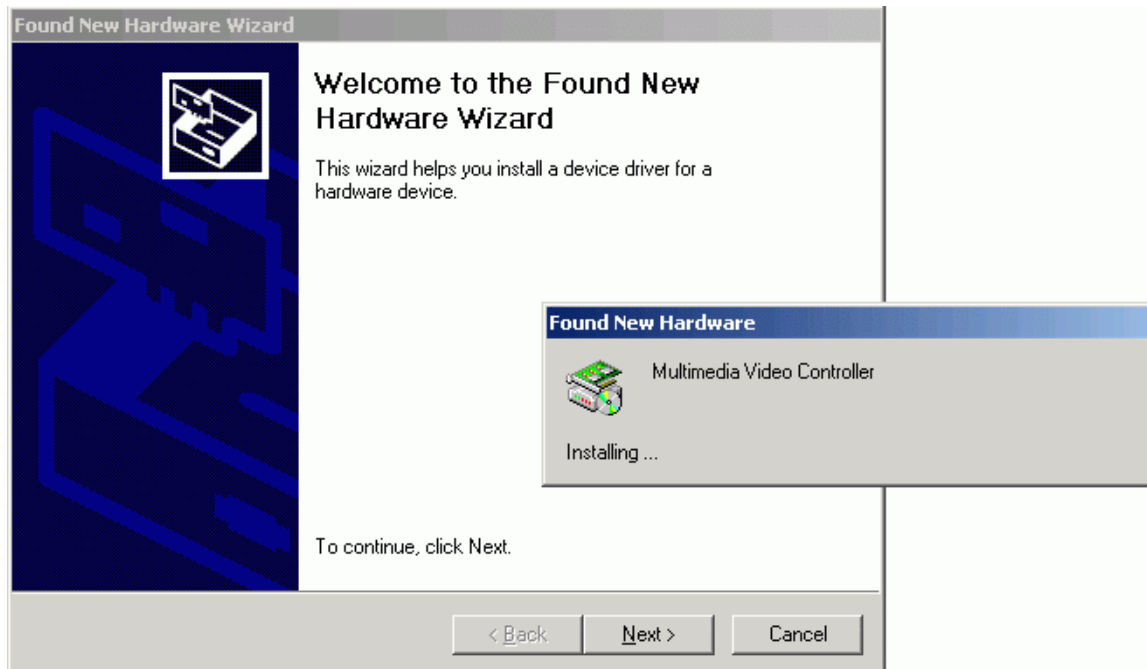 Found New Hardware Wizard
Welcome to the Found New
Hardware Wizard
This wizard helps you install a device driver for a
hardware device.
Found New Hardware
Multimedia Video Controller
Installing ...
To continue, click Next.
< Back
Next >
Cancel